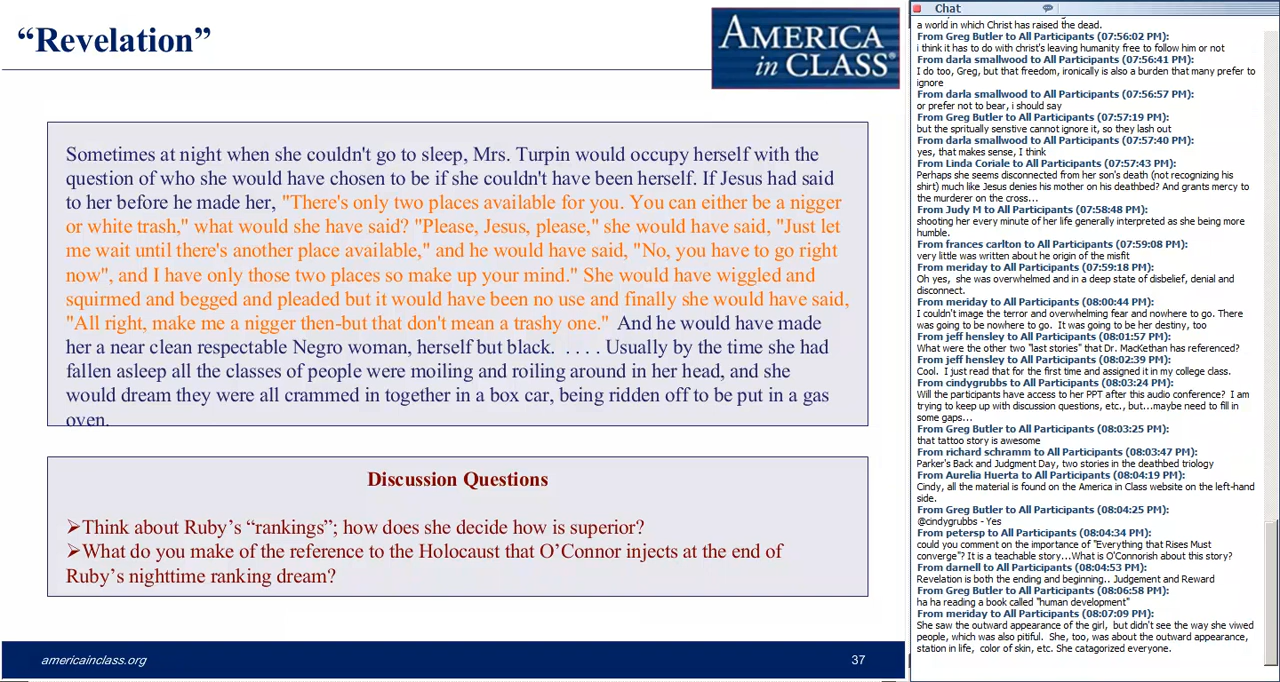 “Revelation”
AMERICA
in CLASS®
Sometimes at night when she couldn't go to sleep, Mrs. Turpin would occupy herself with the
question of who she would have chosen to be if she couldn't have been herself. If Jesus had said
to her before he made her, "There's only two places available for you. You can either be a nigger
or white trash," what would she have said? "Please, Jesus, please," she would have said, "Just let
me wait until there's another place available," and he would have said, "No, you have to go right
now", and I have only those two places so make up your mind." She would have wiggled and
squirmed and begged and pleaded but it would have been no use and finally she would have said,
"All right, make me a nigger then-but that don't mean a trashy one." And he would have made
her a near clean respectable Negro woman, herself but black. . . . . Usually by the time she had
fallen asleep all the classes of people were moiling and roiling around in her head, and she
would dream they were all crammed in together in a box car, being ridden off to be put in a gas
oven.
Discussion Questions
➢Think about Ruby’s “rankings”; how does she decide how is superior?
➢What do you make of the reference to the Holocaust that O’Connor injects at the end of
Ruby’s nighttime ranking dream?
americainclass.org
37
Chat
a world in which Christ has raised the dead.
From Greg Butler to All Participants (07:56:02 PM):
i think it has to do with christ's leaving humanity free to follow him or not
From darla smallwood to All Participants (07:56:41 PM):
I do too, Greg, but that freedom, ironically is also a burden that many prefer to
ignore
From darla smallwood to All Participants (07:56:57 PM):
or prefer not to bear, i should say
From Greg Butler to All Participants (07:57:19 PM):
but the spritually senstive cannot ignore it, so they lash out
From darla smallwood to All Participants (07:57:40 PM):
yes, that makes sense, I think
From Linda Coriale to All Participants (07:57:43 PM):
Perhaps she seems disconnected from her son's death (not recognizing his
shirt) much like Jesus denies his mother on his deathbed? And grants mercy to
the murderer on the cross...
From Judy M to All Participants (07:58:48 PM):
shooting her every minute of her life generally interpreted as she being more
humble.
From frances carlton to All Participants (07:59:08 PM):
very little was written about he origin of the misfit
From meriday to All Participants (07:59:18 PM):
Oh yes, she was overwhelmed and in a deep state of disbelief, denial and
disconnect.
From meriday to All Participants (08:00:44 PM):
I couldn't image the terror and overwhelming fear and nowhere to go. There
was going to be nowhere to go. It was going to be her destiny, too
From jeff hensley to All Participants (08:01:57 PM):
What were the other two "last stories" that Dr. MacKethan has referenced?
From jeff hensley to All Participants (08:02:39 PM):
Cool. I just read that for the first time and assigned it in my college class.
From cindygrubbs to All Participants (08:03:24 PM):
Will the participants have access to her PPT after this audio conference? I am
trying to keep up with discussion questions, etc., but...maybe need to fill in
some gaps...
From Greg Butler to All Participants (08:03:25 PM):
that tattoo story is awesome
From richard schramm to All Participants (08:03:47 PM):
Parker's Back and Judgment Day, two stories in the deathbed triology
From Aurelia Huerta to All Participants (08:04:19 PM):
Cindy, all the material is found on the America in Class website on the left-hand
side.
From Greg Butler to All Participants (08:04:25 PM):
@cindygrubbs - Yes
From petersp to All Participants (08:04:34 PM):
could you comment on the importance of "Everything that Rises Must
converge"? It is a teachable story...What is O'Connorish about this story?
From darnell to All Participants (08:04:53 PM):
Revelation is both the ending and beginning.. Judgement and Reward
From Greg Butler to All Participants (08:06:58 PM):
ha ha reading a book called "human development"
From meriday to All Participants (08:07:09 PM):
She saw the outward appearance of the girl, but didn't see the way she viwed
people, which was also pitiful. She, too, was about the outward appearance,
station in life, color of skin, etc. She catagorized everyone.